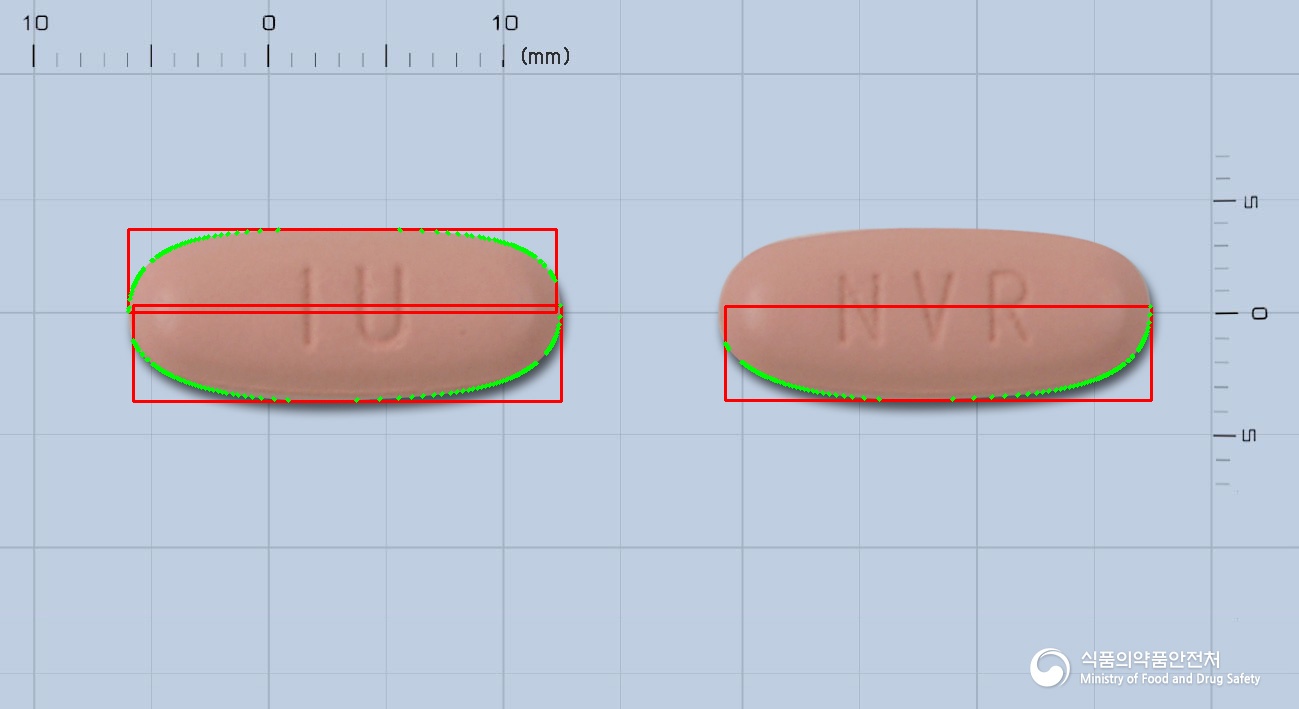 10 0 10
(mm)
IU
NVR
5
0
5
식품의약품안전처
Ministry of Food and Drug Safety